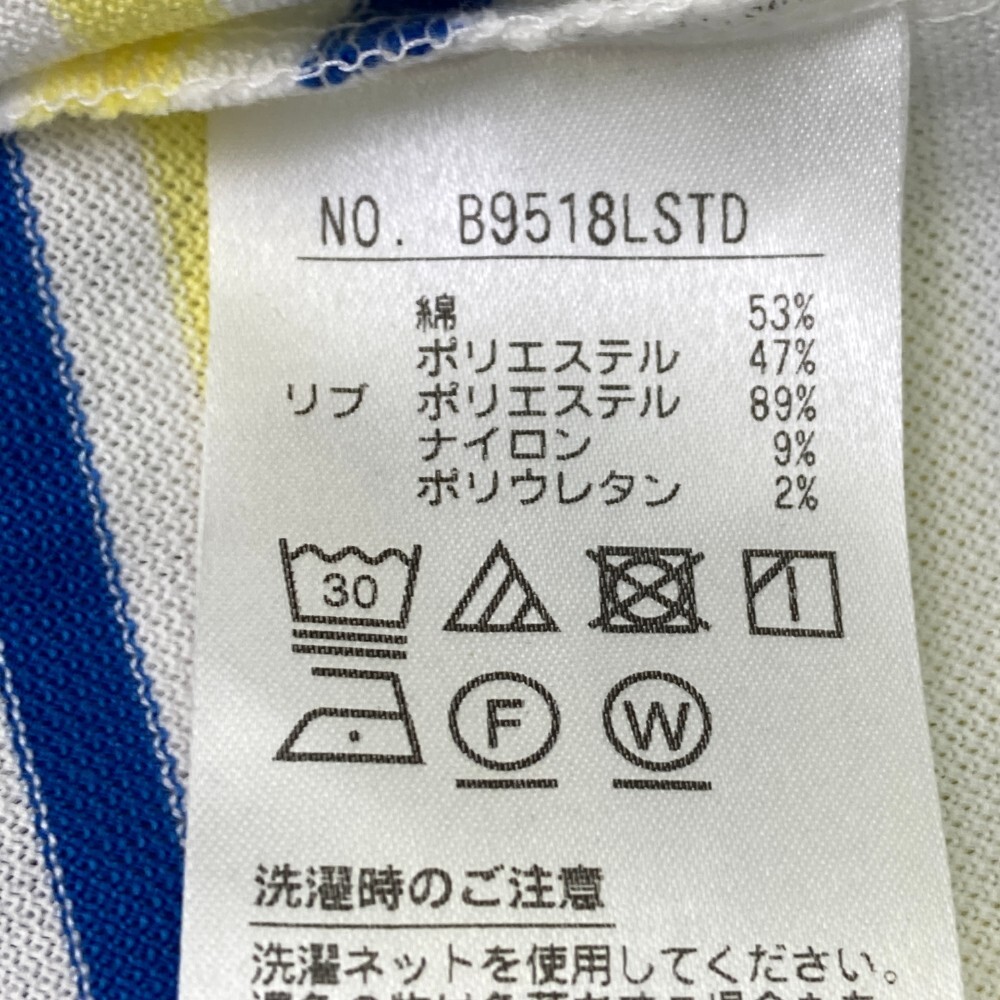 NO. B9518LSTD
綿 53%
ポリエステル 47%
リブ ポリエステル 89%
ナイロン 9%
ポリウレタン 2%
30
F W
洗濯時のご注意
洗濯ネットを使用してください。